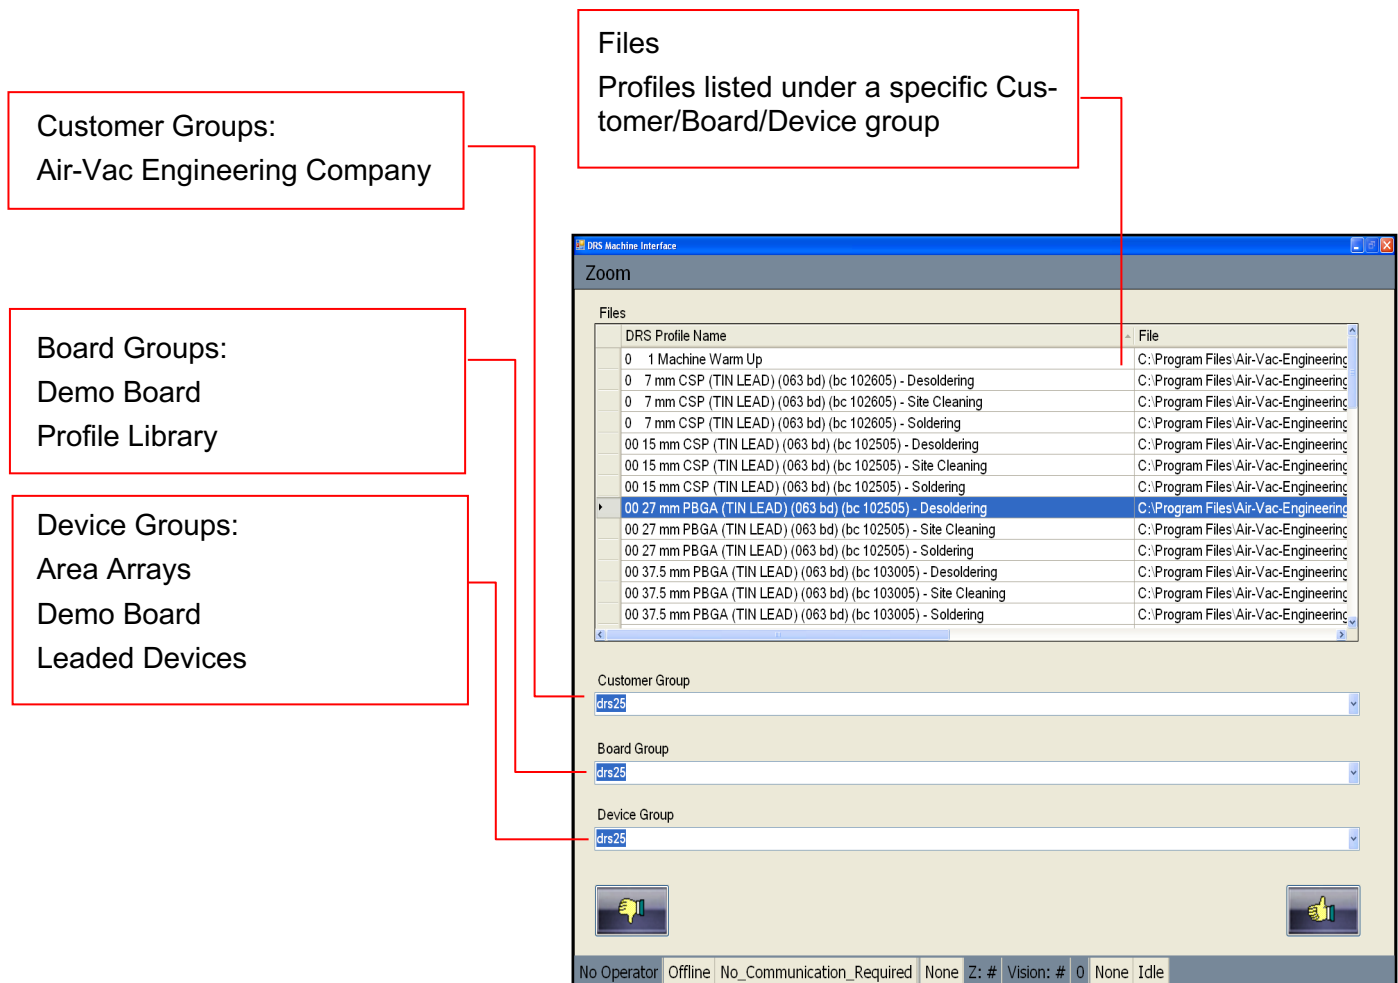 Files
Profiles listed under a specific Cus-
tomer/Board/Device group
Customer Groups:
Air-Vac Engineering Company
Board Groups:
Demo Board
Profile Library
Device Groups:
Area Arrays
Demo Board
Leaded Devices
DRS Machine Interface
Zoom
Files
DRS Profile Name File
0 1 Machine Warm Up C:\Program Files\Air-Vac-Engineering
0 7 mm CSP (TIN LEAD) (063 bd) (bc 102605) - Desoldering C:\Program Files\Air-Vac-Engineering
0 7 mm CSP (TIN LEAD) (063 bd) (bc 102605) - Site Cleaning C:\Program Files\Air-Vac-Engineering
0 7 mm CSP (TIN LEAD) (063 bd) (bc 102605) - Soldering C:\Program Files\Air-Vac-Engineering
00 15 mm CSP (TIN LEAD) (063 bd) (bc 102505) - Desoldering C:\Program Files\Air-Vac-Engineering
00 15 mm CSP (TIN LEAD) (063 bd) (bc 102505) - Site Cleaning C:\Program Files\Air-Vac-Engineering
00 15 mm CSP (TIN LEAD) (063 bd) (bc 102505) - Soldering C:\Program Files\Air-Vac-Engineering
00 27 mm PBGA (TIN LEAD) (063 bd) (bc 102505) - Desoldering C:\Program Files\Air-Vac-Engineering
00 27 mm PBGA (TIN LEAD) (063 bd) (bc 102505) - Site Cleaning C:\Program Files\Air-Vac-Engineering
00 27 mm PBGA (TIN LEAD) (063 bd) (bc 102505) - Soldering C:\Program Files\Air-Vac-Engineering
00 37.5 mm PBGA (TIN LEAD) (063 bd) (bc 103005) - Desoldering C:\Program Files\Air-Vac-Engineering
00 37.5 mm PBGA (TIN LEAD) (063 bd) (bc 103005) - Site Cleaning C:\Program Files\Air-Vac-Engineering
00 37.5 mm PBGA (TIN LEAD) (063 bd) (bc 103005) - Soldering C:\Program Files\Air-Vac-Engineering
Customer Group
drs25
Board Group
drs25
Device Group
drs25
No Operator Offline No_Communication_Required None Z: # Vision: # 0 None Idle